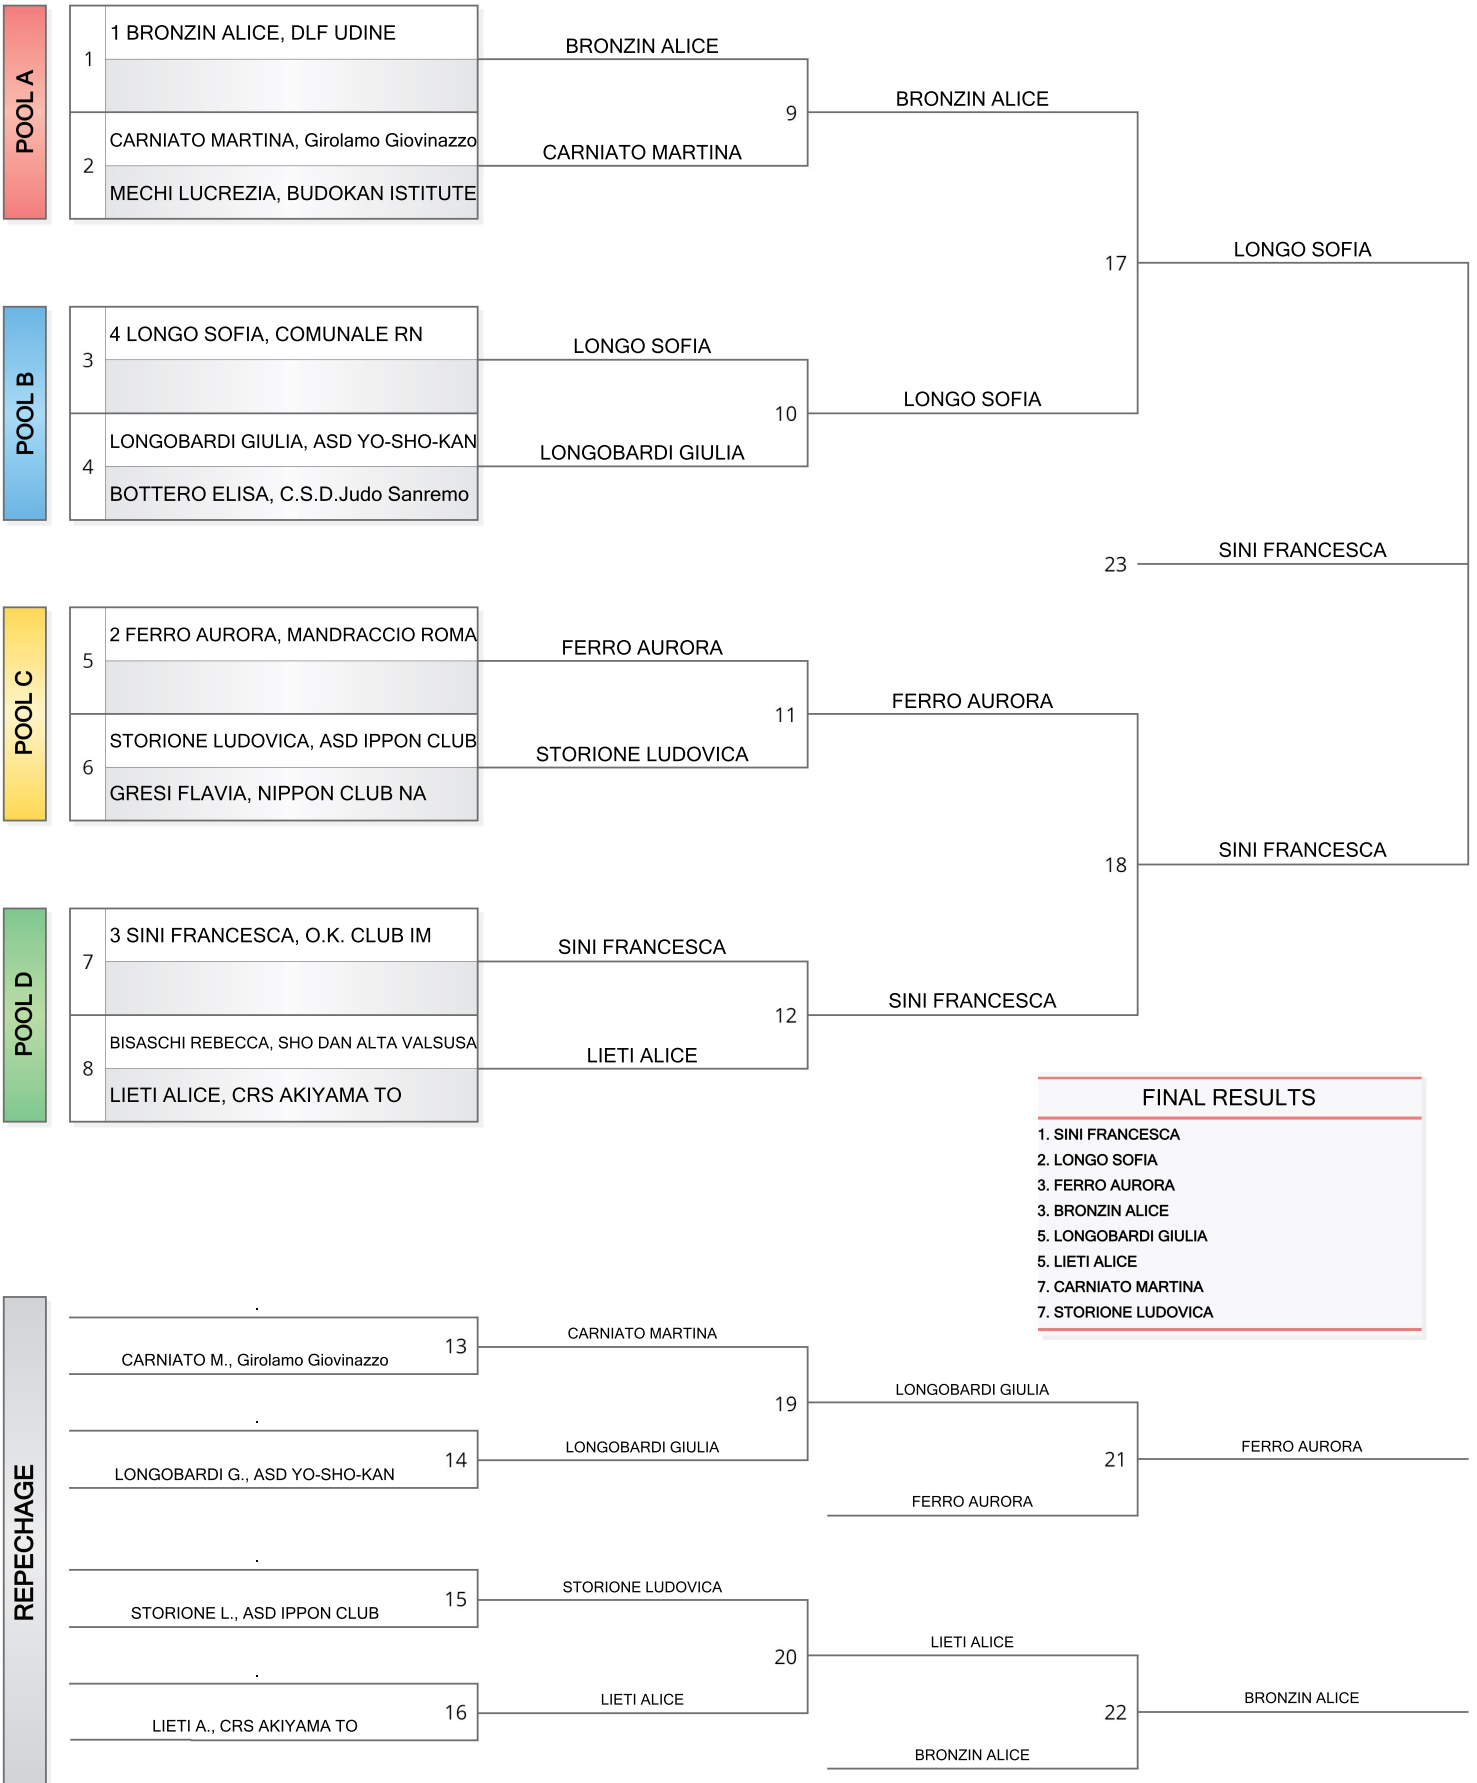 POOL A
1 BRONZIN ALICE, DLF UDINE
1
CARNIATO MARTINA, Girolamo Giovinazzo
2
MECHI LUCREZIA, BUDOKAN ISTITUTE
BRONZIN ALICE
9
CARNIATO MARTINA
BRONZIN ALICE
17
LONGO SOFIA
POOL B
4 LONGO SOFIA, COMUNALE RN
3
LONGOBARDI GIULIA, ASD YO-SHO-KAN
4
BOTTERO ELISA, C.S.D.Judo Sanremo
LONGO SOFIA
10
LONGOBARDI GIULIA
LONGO SOFIA
23
SINI FRANCESCA
POOL C
2 FERRO AURORA, MANDRACCIO ROMA
5
STORIONE LUDOVICA, ASD IPPON CLUB
6
GRESI FLAVIA, NIPPON CLUB NA
FERRO AURORA
11
STORIONE LUDOVICA
FERRO AURORA
18
SINI FRANCESCA
POOL D
3 SINI FRANCESCA, O.K. CLUB IM
7
BISASCHI REBECCA, SHO DAN ALTA VALSUSA
8
LIETI ALICE, CRS AKIYAMA TO
SINI FRANCESCA
12
LIETI ALICE
SINI FRANCESCA
FINAL RESULTS
1. SINI FRANCESCA
2. LONGO SOFIA
3. FERRO AURORA
3. BRONZIN ALICE
5. LONGOBARDI GIULIA
5. LIETI ALICE
7. CARNIATO MARTINA
7. STORIONE LUDOVICA
REPECHAGE
.
13
CARNIATO M., Girolamo Giovinazzo
.
14
LONGOBARDI G., ASD YO-SHO-KAN
CARNIATO MARTINA
19
LONGOBARDI GIULIA
LONGOBARDI GIULIA
21
FERRO AURORA
FERRO AURORA
.
15
STORIONE L., ASD IPPON CLUB
.
16
LIETI A., CRS AKIYAMA TO
STORIONE LUDOVICA
20
LIETI ALICE
LIETI ALICE
22
BRONZIN ALICE
BRONZIN ALICE